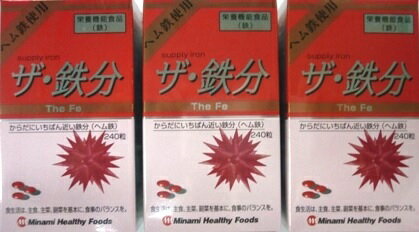 ヘム鉄使用
栄養機能食品
(鉄)
supply iron
ザ・鉄分
The Fe
からだにいちばん近い鉄分(ヘム鉄)
240粒
食生活は、主食、主菜、副菜を基本に、食事のバランスを。
Minami Healthy Foods
ヘム鉄使用
栄養機能食品
(鉄)
supply iron
ザ・鉄分
The Fe
からだにいちばん近い鉄分(ヘム鉄)
240粒
食生活は、主食、主菜、副菜を基本に、食事のバランスを。
Minami Healthy Foods
ヘム鉄使用
栄養機能食品
(鉄)
supply iron
ザ・鉄分
The Fe
からだにいちばん近い鉄分(ヘム鉄)
240粒
食生活は、主食、主菜、副菜を基本に、食事のバランスを。
Minami Healthy Foods